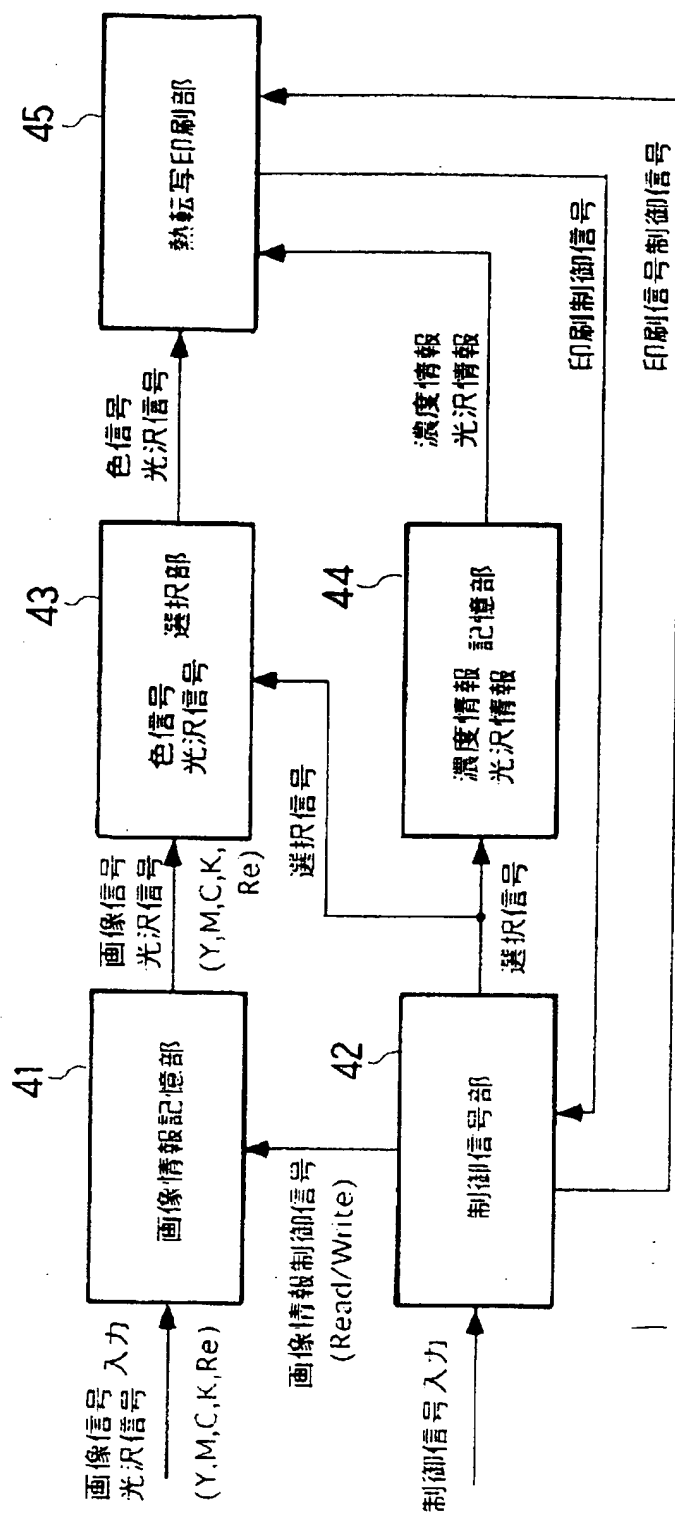 画像信号
光沢信号
入力
(Y,M,C,K,Re)
41
画像情報記憶部
画像信号
光沢信号
(Y,M,C,K,
Re)
43
色信号
光沢信号
選択部
色信号
光沢信号
45
熱転写印刷部
画像情報制御信号
(Read/Write)
選択信号
制御信号入力
42
制御信号部
選択信号
44
濃度情報
光沢情報
記憶部
濃度情報
光沢情報
印刷制御信号
印刷信号制御信号